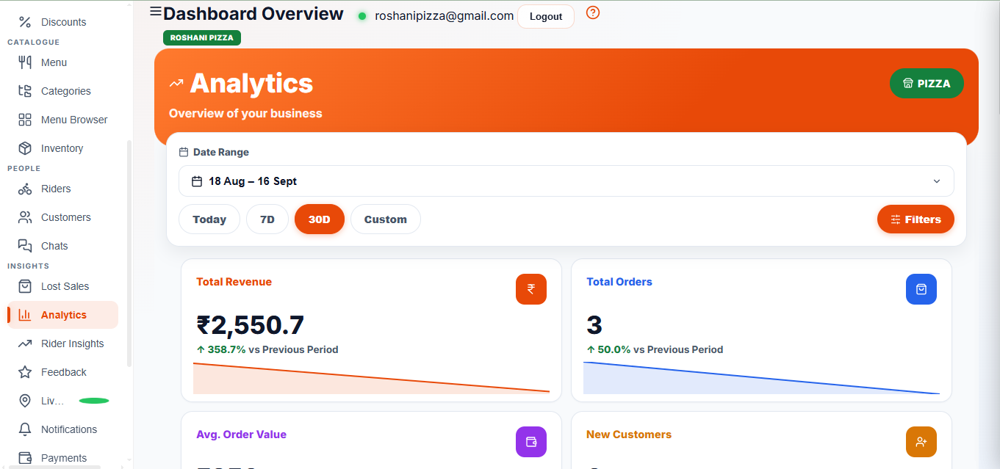 Discounts
CATALOGUE
Menu
Categories
Menu Browser
Inventory
PEOPLE
Riders
Customers
Chats
INSIGHTS
Lost Sales
Analytics
Rider Insights
Feedback
Liv...
Notifications
Payments
Dashboard Overview
roshanipizza@gmail.com
Logout
ROSHANI PIZZA
Analytics
PIZZA
Overview of your business
Date Range
18 Aug – 16 Sept
Today 7D 30D Custom
Filters
Total Revenue
₹
₹2,550.7
↑ 358.7% vs Previous Period
Total Orders
3
↑ 50.0% vs Previous Period
Avg. Order Value
New Customers